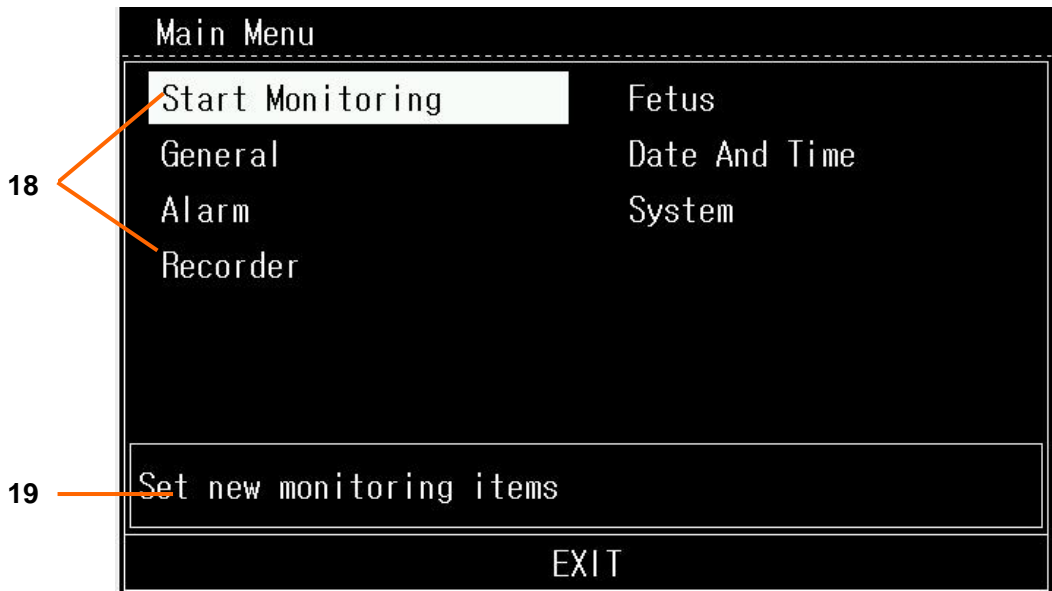 Main Menu
Start Monitoring Fetus
General Date And Time
18
Alarm System
Recorder
19 Set new monitoring items
EXIT